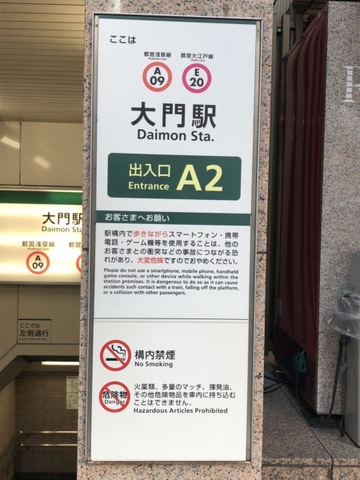 ここは
都営浅草線 都営大江戸線
A 09 E 20
大門駅
Daimon Sta.
出入口 A2
Entrance
お客さまへお願い
駅構内で歩きながらスマートフォン・携帯
電話・ゲーム機等を使用することは、他の
お客さまとの衝突などの事故につながる恐
れがあり、大変危険ですのでおやめください。
Please do not use a smartphone, mobile phone, handheld
game console, or other device while walking within the
station premises. It is dangerous to do so as it can cause
accidents such contact with a train, falling off the platform,
or a collision with other passengers.
構内禁煙
No Smoking
危険物
Danger
火薬類、多量のマッチ、揮発油、
その他危険物品を車内に持ち込む
ことはできません。
Hazardous Articles Prohibited
大門駅
Daimon Sta.
都営浅草線
A 09
ここでは
左側通行